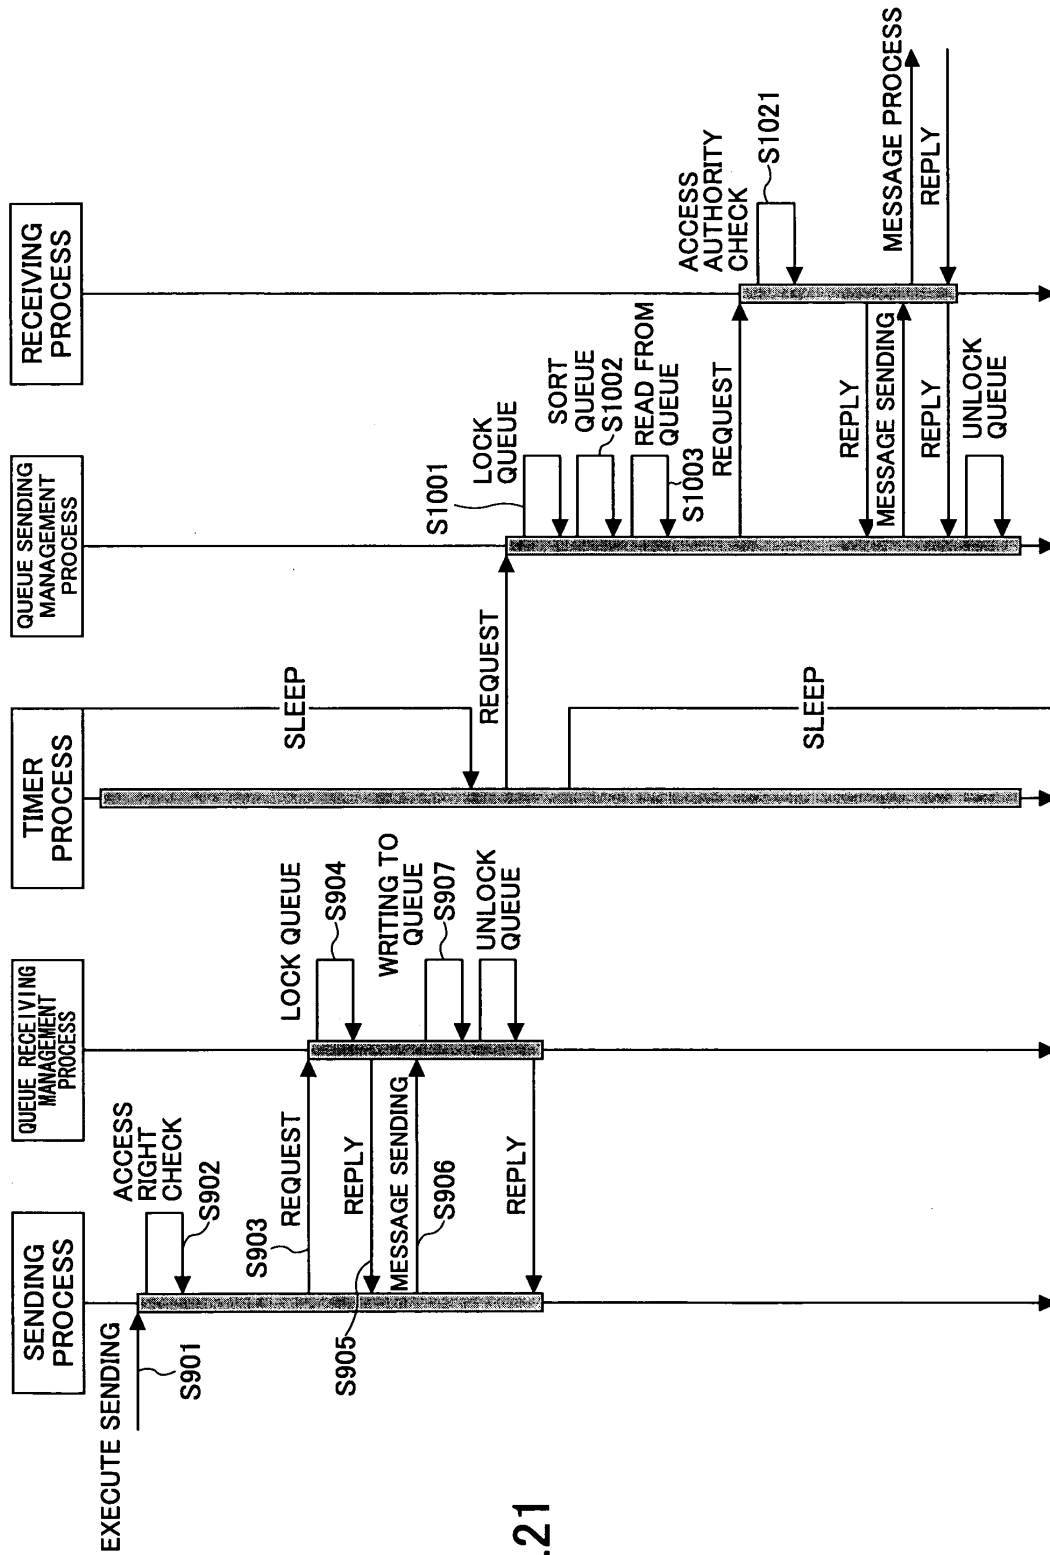 SENDING
PROCESS
QUEUE RECEIVING
MANAGEMENT
PROCESS
TIMER
PROCESS
QUEUE SENDING
MANAGEMENT
PROCESS
RECEIVING
PROCESS
EXECUTE SENDING
S901
ACCESS
RIGHT
CHECK
S902
S903
REQUEST
LOCK QUEUE
S904
S905
REPLY
MESSAGE SENDING
S906
WRITING TO
QUEUE
S907
UNLOCK
QUEUE
REPLY
SLEEP
REQUEST
SLEEP
S1001
LOCK
QUEUE
SORT
QUEUE
S1002
READ FROM
QUEUE
S1003
REQUEST
ACCESS
AUTHORITY
CHECK
S1021
REPLY
MESSAGE SENDING
MESSAGE PROCESS
REPLY
REPLY
UNLOCK
QUEUE
.21